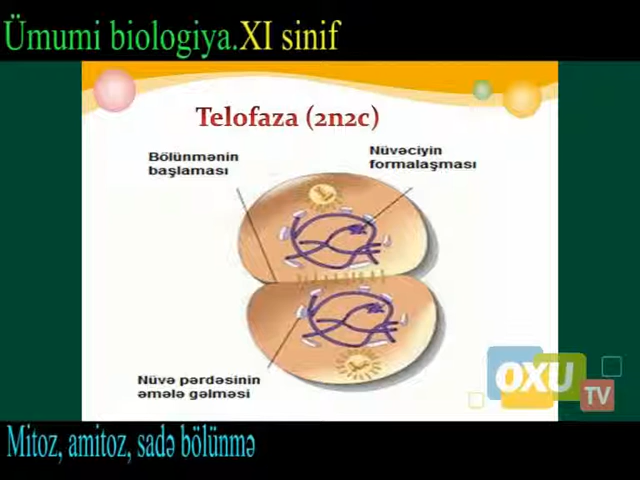 Ümumi biologiya.XI sinif
Telofaza (2n2c)
Bölünmənin
başlaması
Nüvəciyin
formalaşması
Nüvə pərdəsinin
əmələ gəlməsi
OXU
TV
Mitoz, amitoz, sadə bölünmə